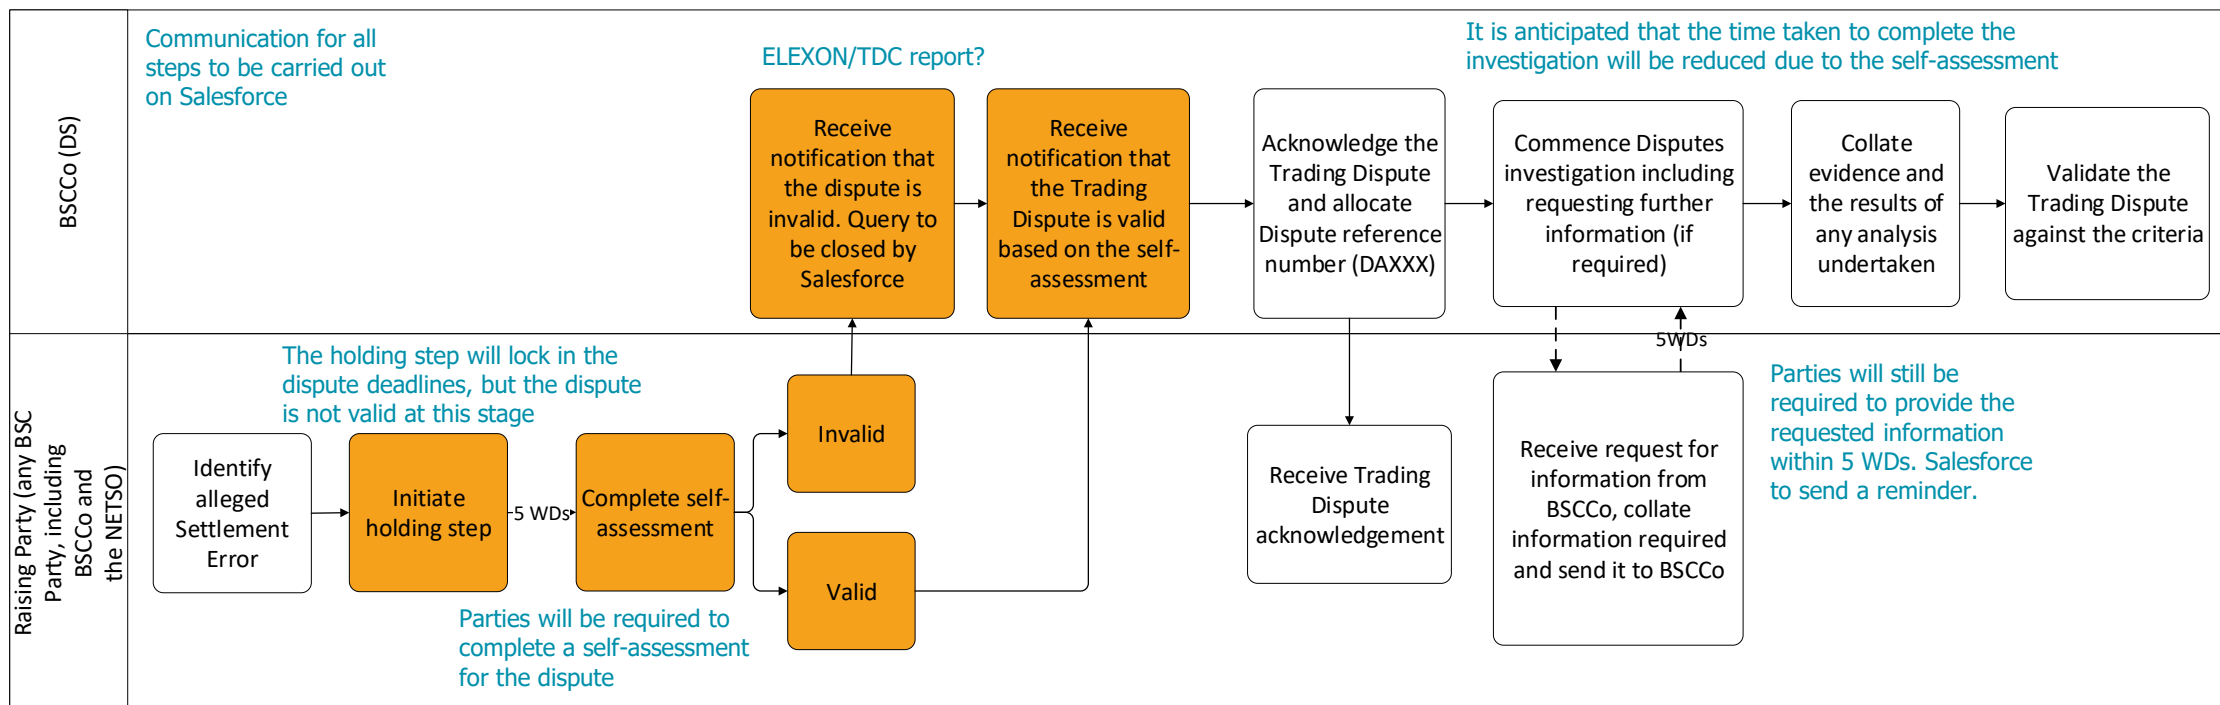 BSCCo (DS)
Communication for all
steps to be carried out
on Salesforce
ELEXON/TDC report?
It is anticipated that the time taken to complete the
investigation will be reduced due to the self-assessment
Receive
notification that
the dispute is
invalid. Query to
be closed by
Salesforce
Receive
notification that
the Trading
Dispute is valid
based on the self-
assessment
Acknowledge the
Trading Dispute
and allocate
Dispute reference
number (DAXXX)
Commence Disputes
investigation including
requesting further
information (if
required)
Collate
evidence and
the results of
any analysis
undertaken
Validate the
Trading Dispute
against the criteria
Raising Party (any BSC
Party, including
BSCCo and
the NETSO)
The holding step will lock in the
dispute deadlines, but the dispute
is not valid at this stage
Identify
alleged
Settlement
Error
Initiate
holding step
5 WDs
Complete self-
assessment
Invalid
Valid
Parties will be required to
complete a self-assessment
for the dispute
Receive Trading
Dispute
acknowledgement
5WDs
Receive request for
information from
BSCCo, collate
information required
and send it to BSCCo
Parties will still be
required to provide the
requested information
within 5 WDs. Salesforce
to send a reminder.